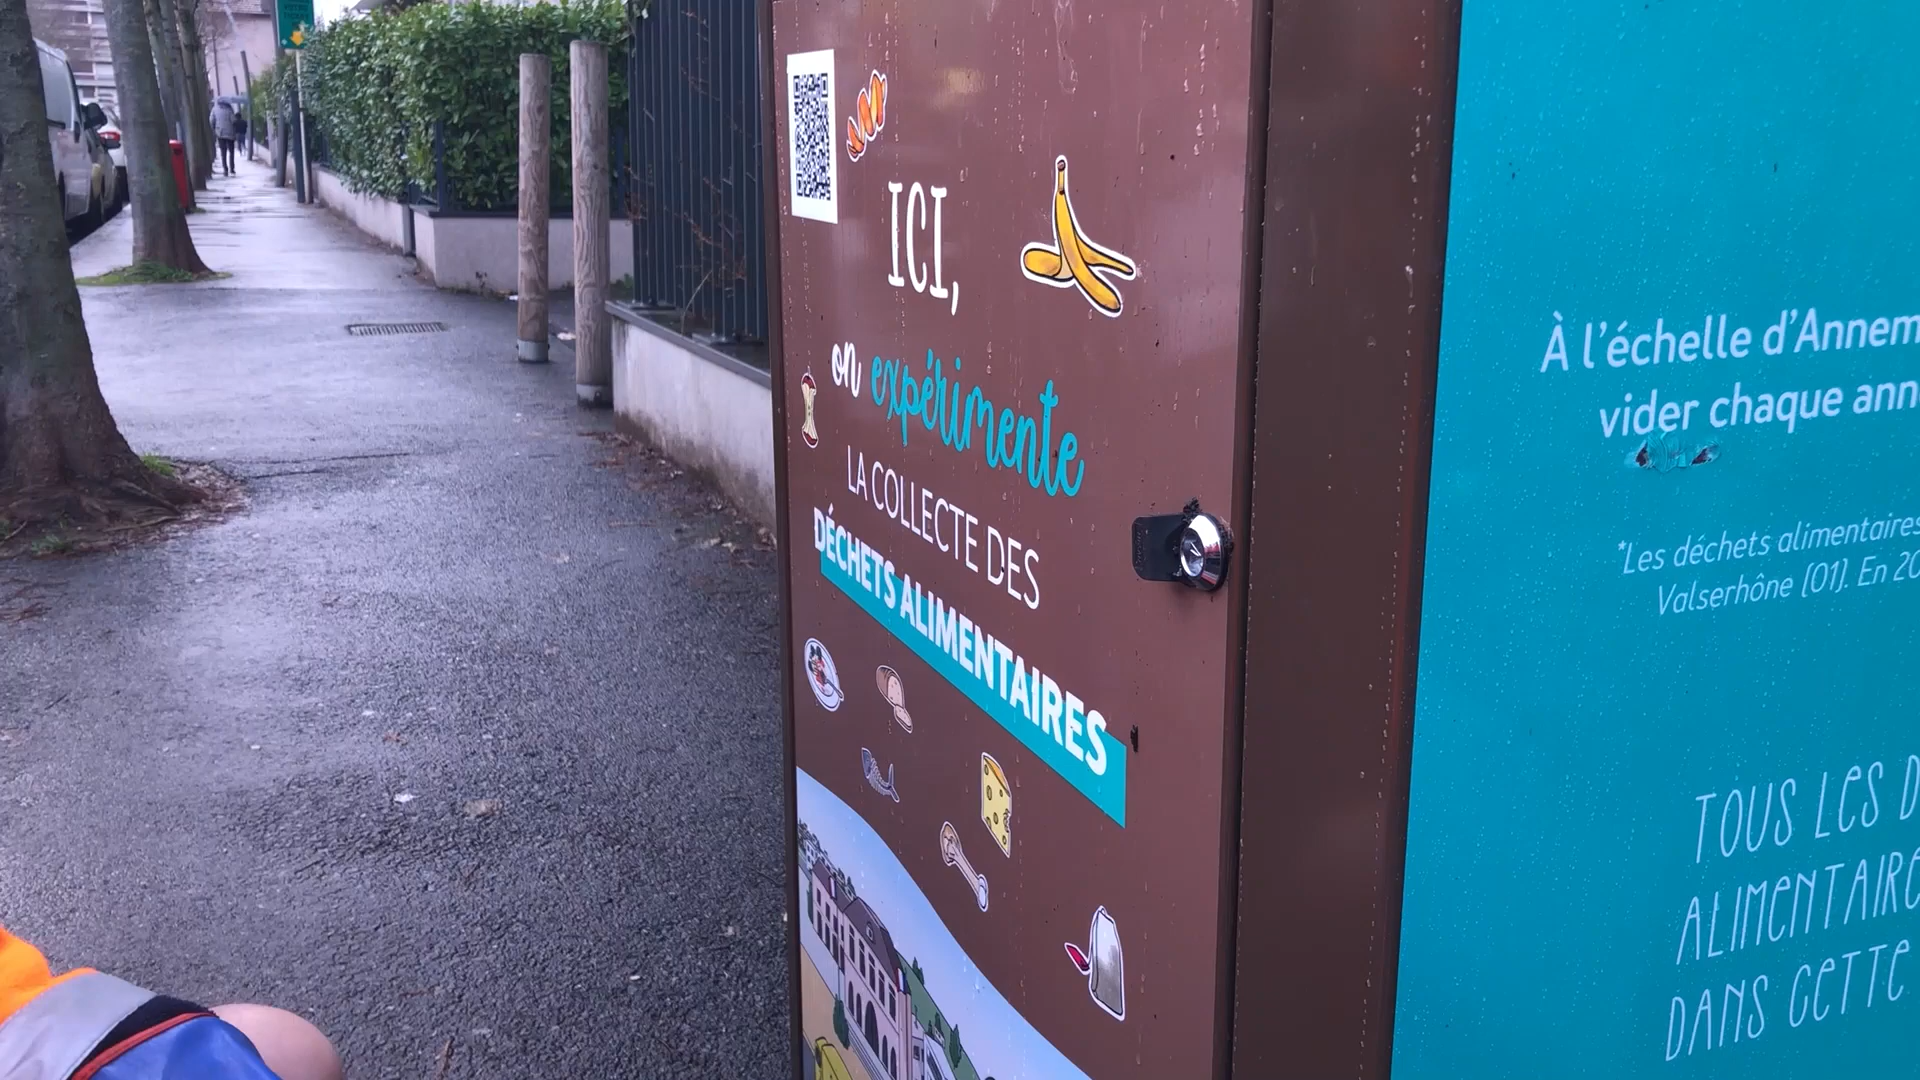 ICI,
on expérimente
LA COLLECTE DES
DÉCHETS ALIMENTAIRES
À l'échelle d'Annem
vider chaque ann
*Les déchets alimentaires
Valserhône (01). En 20
TOUS LES D
ALIMENTAIRE
DANS CETTE